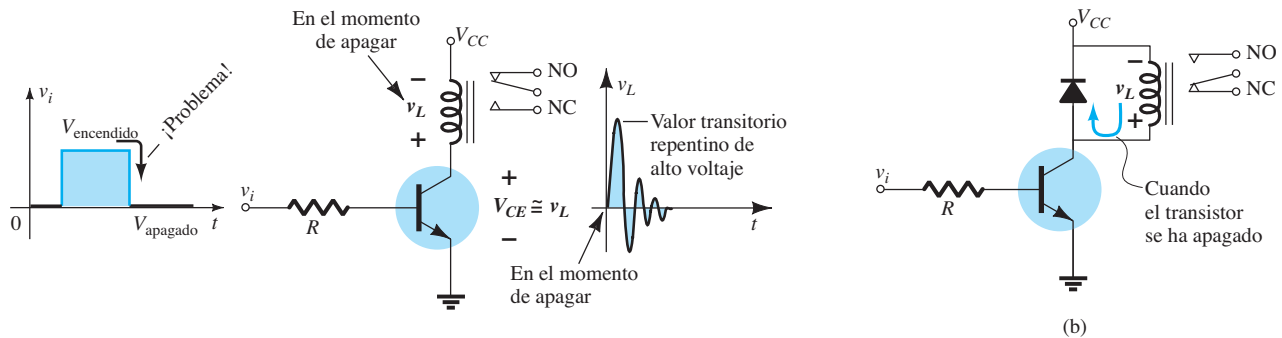 v_i
V_encendido
¡Problema!
0
V_apagado
t
En el momento
de apagar
V_CC
−
v_L
+
NO
NC
v_i
R
+
V_CE ≅ v_L
−
v_L
Valor transitorio
repentino de
alto voltaje
t
En el momento
de apagar
V_CC
−
v_L
+
NO
NC
v_i
R
Cuando
el transistor
se ha apagado
(b)